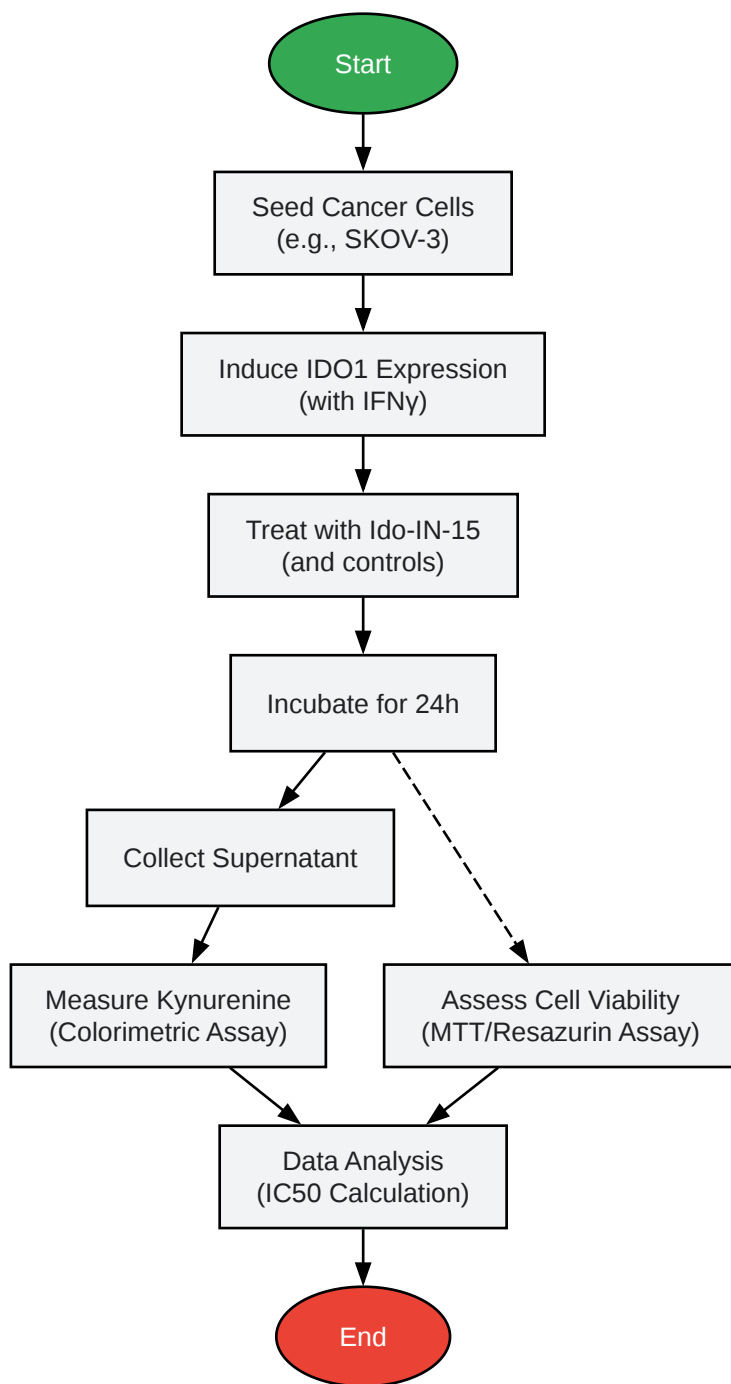 Start
Seed Cancer Cells
(e.g., SKOV-3)
Induce IDO1 Expression
(with IFNγ)
Treat with Ido-IN-15
(and controls)
Incubate for 24h
Collect Supernatant
Measure Kynurenine
(Colorimetric Assay)
Assess Cell Viability
(MTT/Resazurin Assay)
Data Analysis
(IC50 Calculation)
End